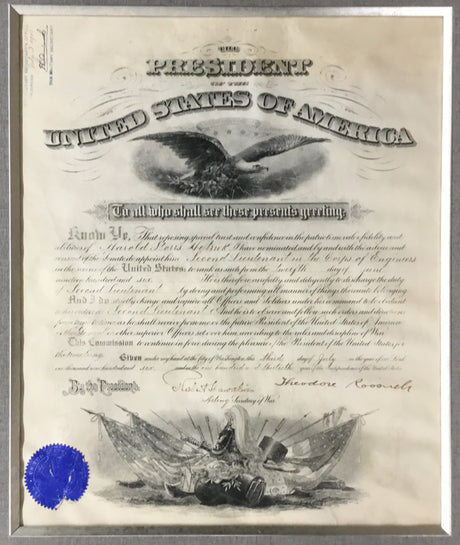 THE
PRESIDENT
OF THE
UNITED STATES OF AMERICA
To all who shall see these presents greeting:
Know Ye, That reposing special trust and confidence in the patriotism, valor, fidelity, and
abilities of Harold I have nominated, and by and with the advice and
consent of the Senate do appoint him Second Lieutenant in the Corps of Engineers
in the service of the United States: to rank as such from the day of June
nineteen hundred and six. He is therefore carefully and diligently to discharge the duty
of Second Lieutenant by doing and performing all manner of things thereunto belonging.
And I do strictly charge and require all Officers and Soldiers under his command to be obedient
to his orders as Second Lieutenant And he is to observe and follow such orders and directions
from time to time, as he shall receive from me, or the future President of the United States of America
or other superior Officers set over him, according to the rules and discipline of War.
This Commission to continue in force during the pleasure of the President of the United States for
the time being.
Given under my hand at the City of Washington, this third day of July in the year of our Lord
one thousand nine hundred and six, and in the one hundred and thirtieth year of the Independence of the United States.
By the President:
Theodore Roosevelt
Acting Secretary of War.